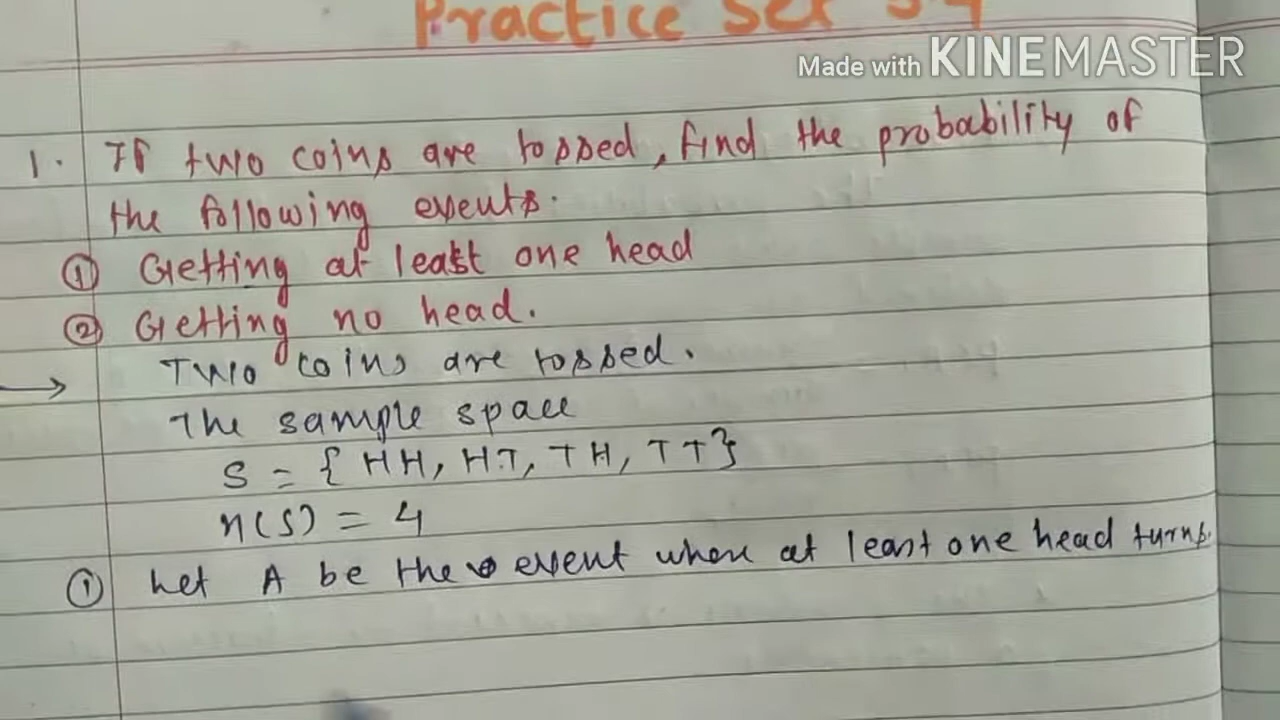 Practice Set 5.4
Made with KINEMASTER
1. If two coins are tossed, find the probability of
the following events.
① Getting at least one head
② Getting no head.
→ Two coins are tossed.
The sample space
S = { HH, HT, TH, TT}
n(S) = 4
① Let A be the event when at least one head turns.